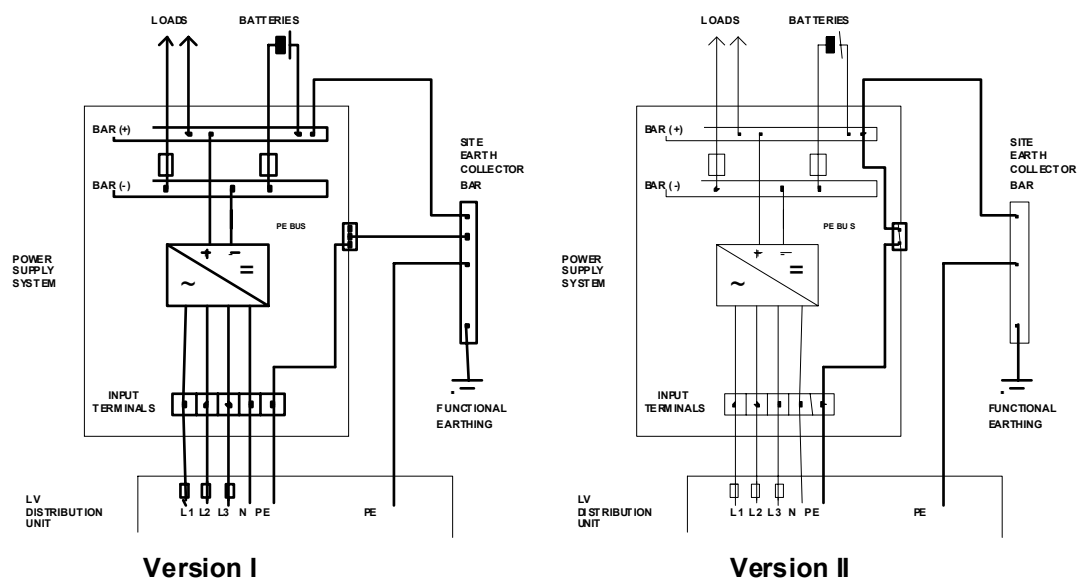 LOADS
BATTERIES
BAR (+)
BAR (-)
SITE
EARTH
COLLECTOR
BAR
PE BUS
POWER
SUPPLY
SYSTEM
+ −
=
~
INPUT
TERMINALS
FUNCTIONAL
EARTHING
LV
DISTRIBUTION
UNIT
L1 L2 L3 N PE
PE
Version I
LOADS
BATTERIES
BAR (+)
BAR (-)
SITE
EARTH
COLLECTOR
BAR
PE BUS
POWER
SUPPLY
SYSTEM
+ −
=
~
INPUT
TERMINALS
FUNCTIONAL
EARTHING
LV
DISTRIBUTION
UNIT
L1 L2 L3 N PE
PE
Version II